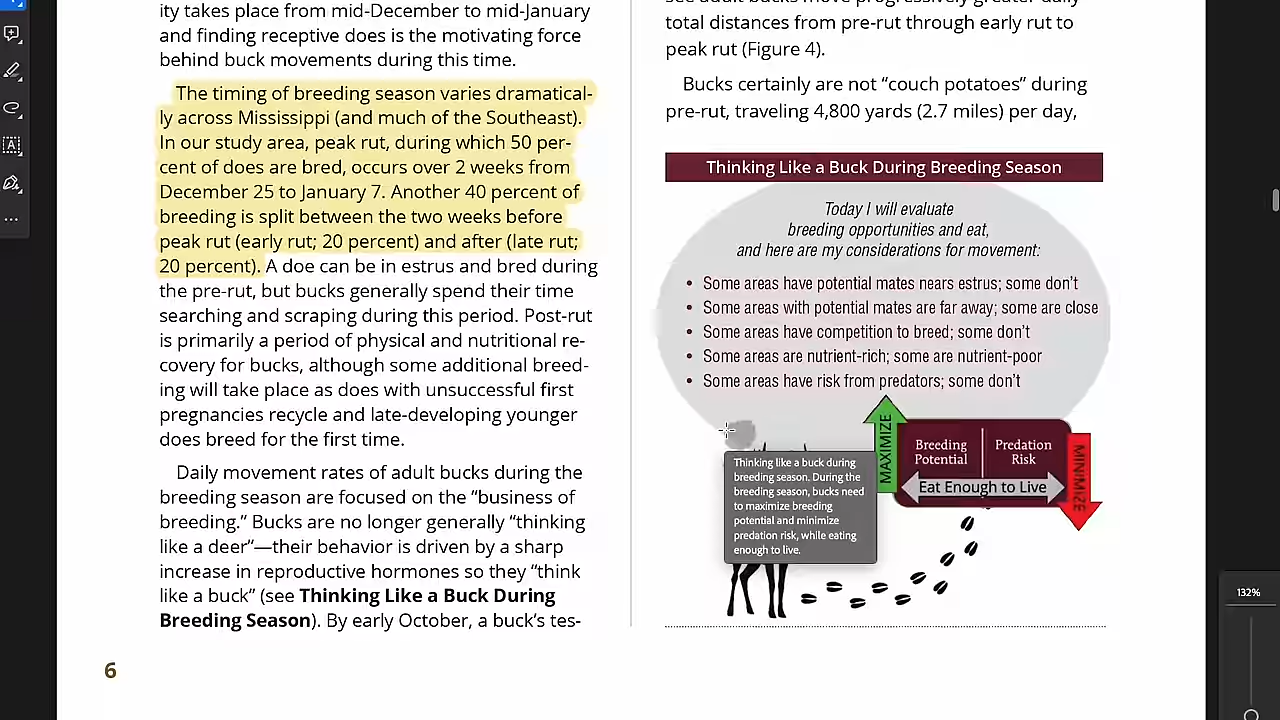 ity takes place from mid-December to mid-January
and finding receptive does is the motivating force
behind buck movements during this time.
The timing of breeding season varies dramatical-
ly across Mississippi (and much of the Southeast).
In our study area, peak rut, during which 50 per-
cent of does are bred, occurs over 2 weeks from
December 25 to January 7. Another 40 percent of
breeding is split between the two weeks before
peak rut (early rut; 20 percent) and after (late rut;
20 percent). A doe can be in estrus and bred during
the pre-rut, but bucks generally spend their time
searching and scraping during this period. Post-rut
is primarily a period of physical and nutritional re-
covery for bucks, although some additional breed-
ing will take place as does with unsuccessful first
pregnancies recycle and late-developing younger
does breed for the first time.
Daily movement rates of adult bucks during the
breeding season are focused on the “business of
breeding.” Bucks are no longer generally “thinking
like a deer”—their behavior is driven by a sharp
increase in reproductive hormones so they “think
like a buck” (see Thinking Like a Buck During
Breeding Season). By early October, a buck’s tes-
6
see adult bucks move progressively greater daily
total distances from pre-rut through early rut to
peak rut (Figure 4).
Bucks certainly are not “couch potatoes” during
pre-rut, traveling 4,800 yards (2.7 miles) per day,
Thinking Like a Buck During Breeding Season
Today I will evaluate
breeding opportunities and eat,
and here are my considerations for movement:
• Some areas have potential mates nears estrus; some don’t
• Some areas with potential mates are far away; some are close
• Some areas have competition to breed; some don’t
• Some areas are nutrient-rich; some are nutrient-poor
• Some areas have risk from predators; some don’t
MAXIMIZE
Breeding
Potential
Predation
Risk
Eat Enough to Live
MINIMIZE
Thinking like a buck during
breeding season. During the
breeding season, bucks need
to maximize breeding
potential and minimize
predation risk, while eating
enough to live.
132%